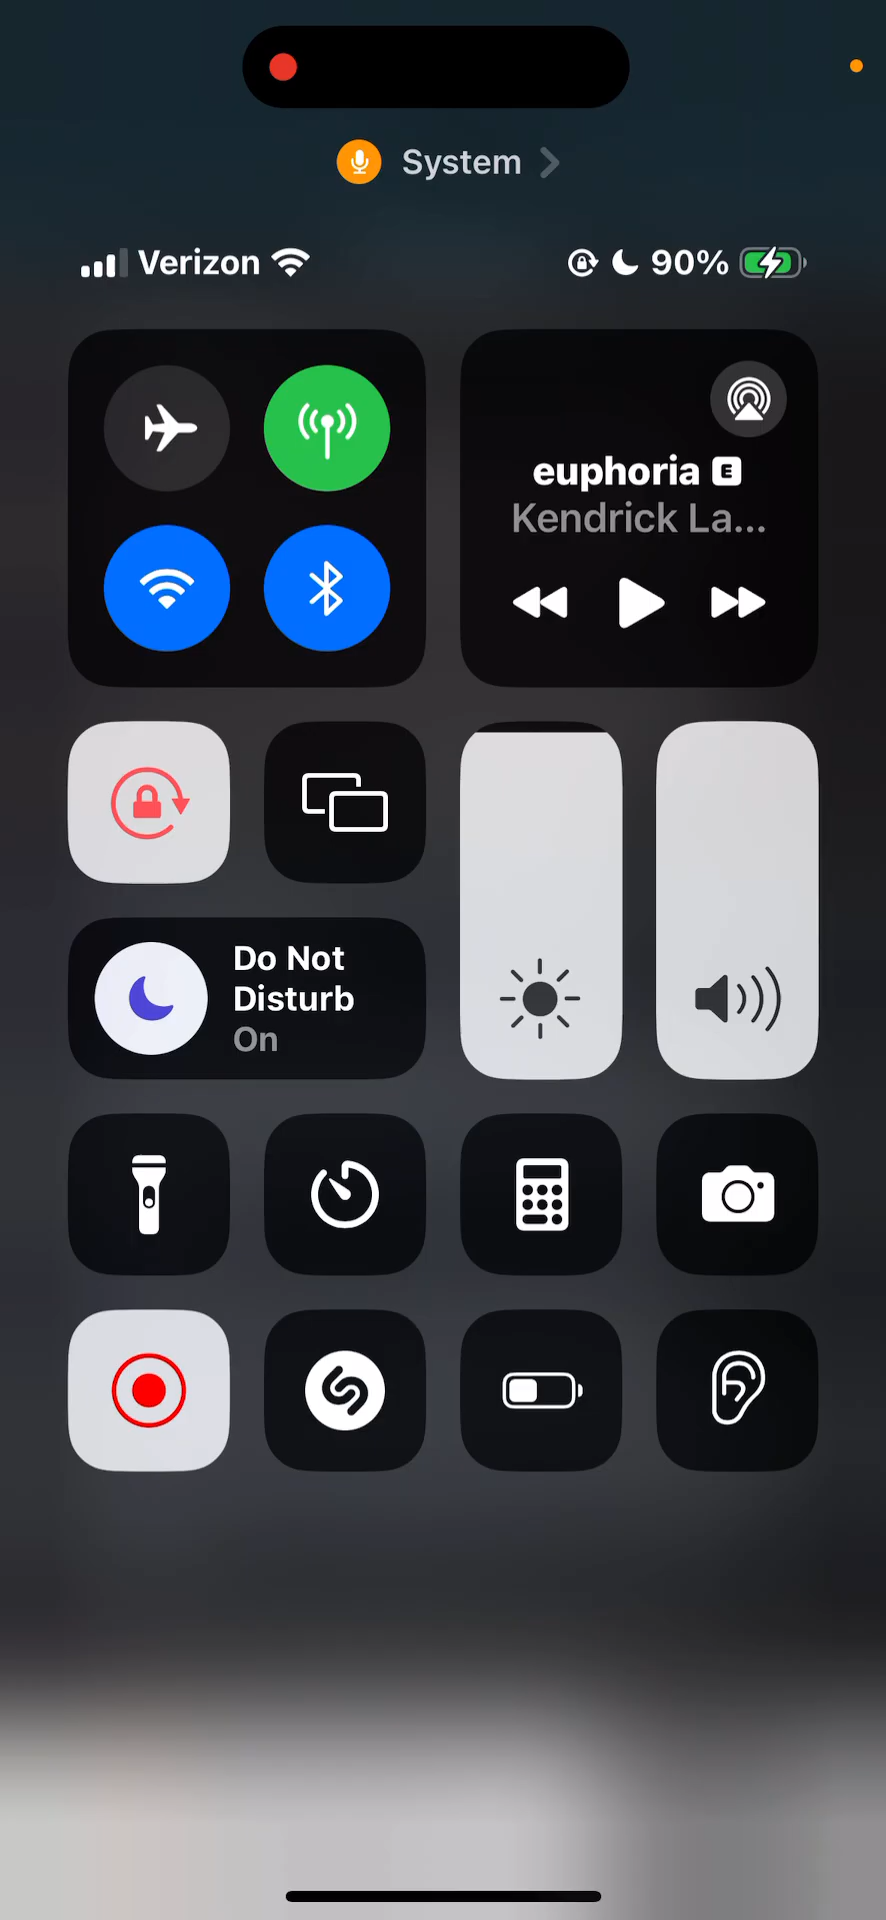 System
Verizon 90%
euphoria E
Kendrick La...
Do Not
Disturb
On